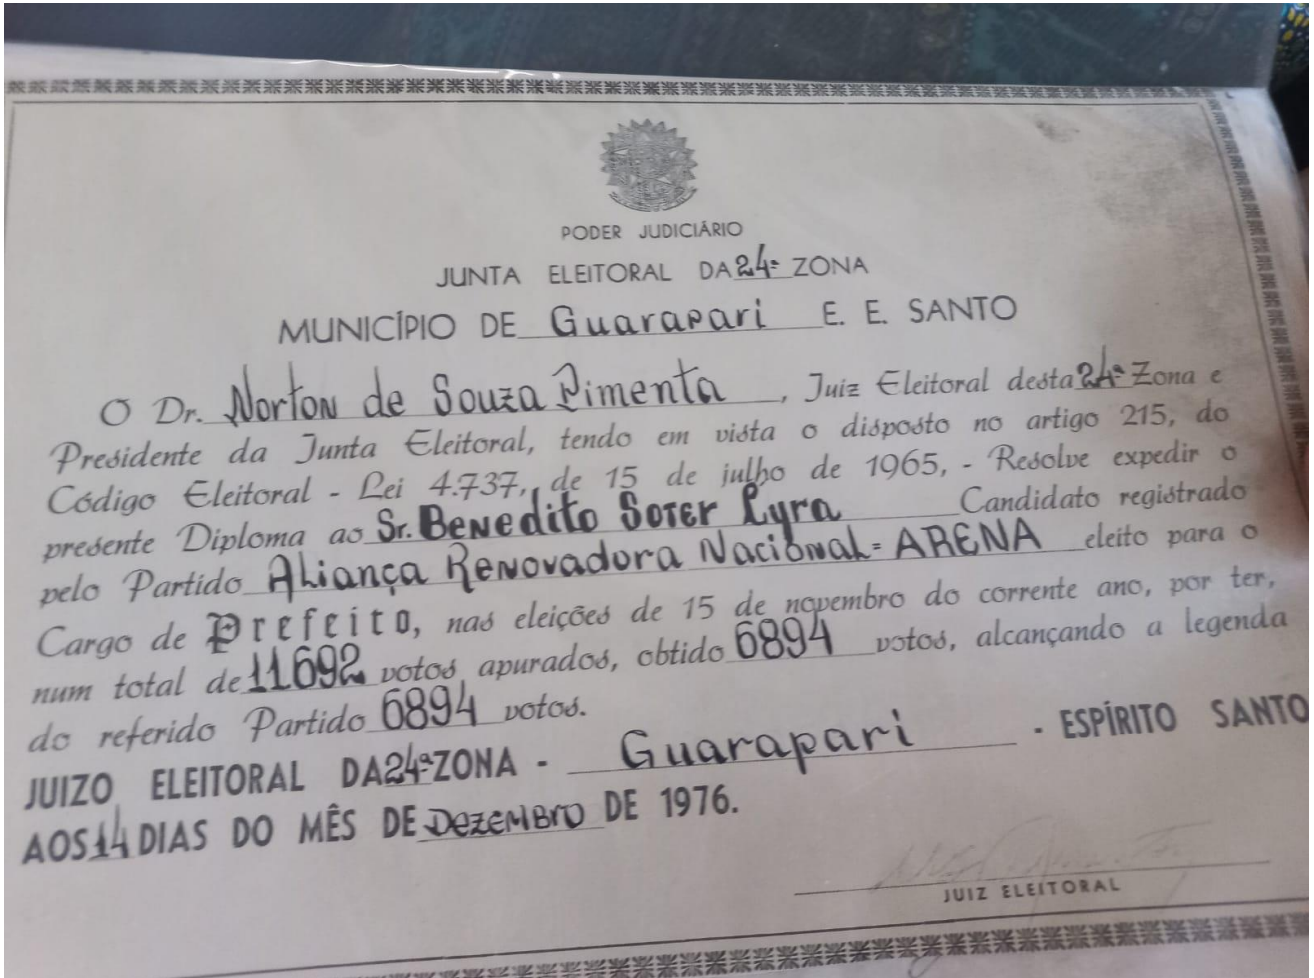 PODER JUDICIÁRIO
JUNTA ELEITORAL DA 24ª ZONA
MUNICÍPIO DE Guarapari E. E. SANTO
O Dr. Norton de Souza Pimenta, Juiz Eleitoral desta 24ª Zona e
Presidente da Junta Eleitoral, tendo em vista o disposto no artigo 215, do
Código Eleitoral - Lei 4.737, de 15 de julho de 1965, - Resolve expedir o
presente Diploma ao Sr. Benedito Soter Lyra Candidato registrado
pelo Partido Aliança Renovadora Nacional = ARENA eleito para o
Cargo de Prefeito, nas eleições de 15 de novembro do corrente ano, por ter,
num total de 11692 votos apurados, obtido 6894 votos, alcançando a legenda
do referido Partido 6894 votos.
JUIZO ELEITORAL DA 24ª ZONA - Guarapari - ESPÍRITO SANTO
AOS 14 DIAS DO MÊS DE Dezembro DE 1976.
JUIZ ELEITORAL